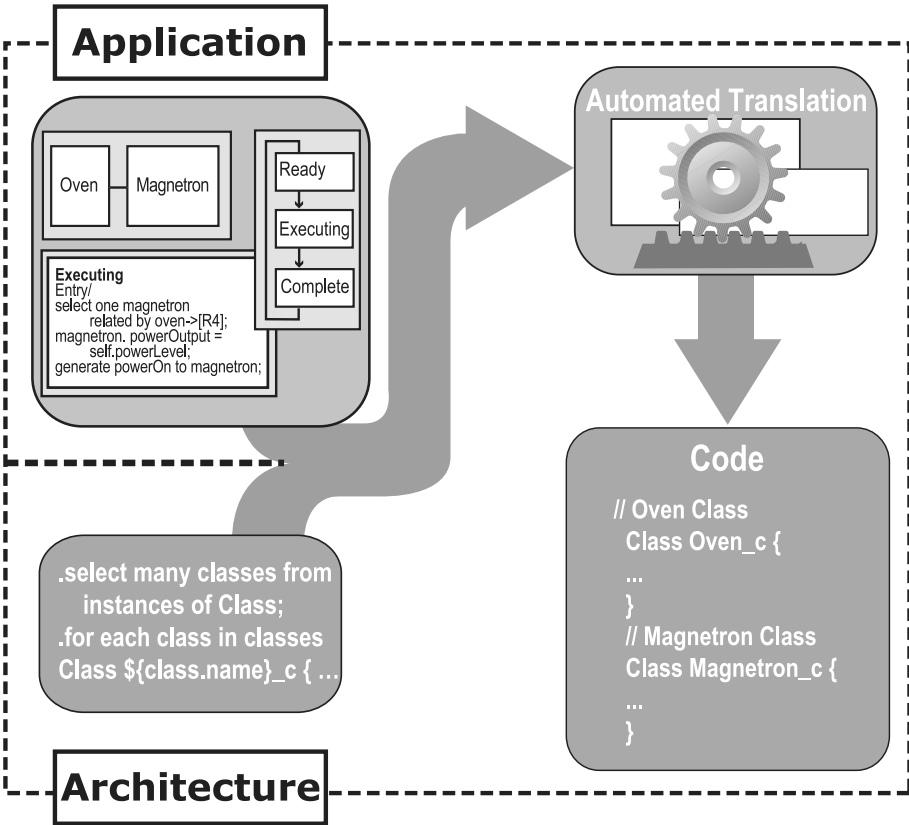 Application
Oven
Magnetron
Ready
Executing
Complete
Executing
Entry/
select one magnetron
related by oven->[R4];
magnetron. powerOutput =
self.powerLevel;
generate powerOn to magnetron;
Automated Translation
.select many classes from
instances of Class;
.for each class in classes
Class ${class.name}_c { ...
Code
// Oven Class
Class Oven_c {
...
}
// Magnetron Class
Class Magnetron_c {
...
}
Architecture